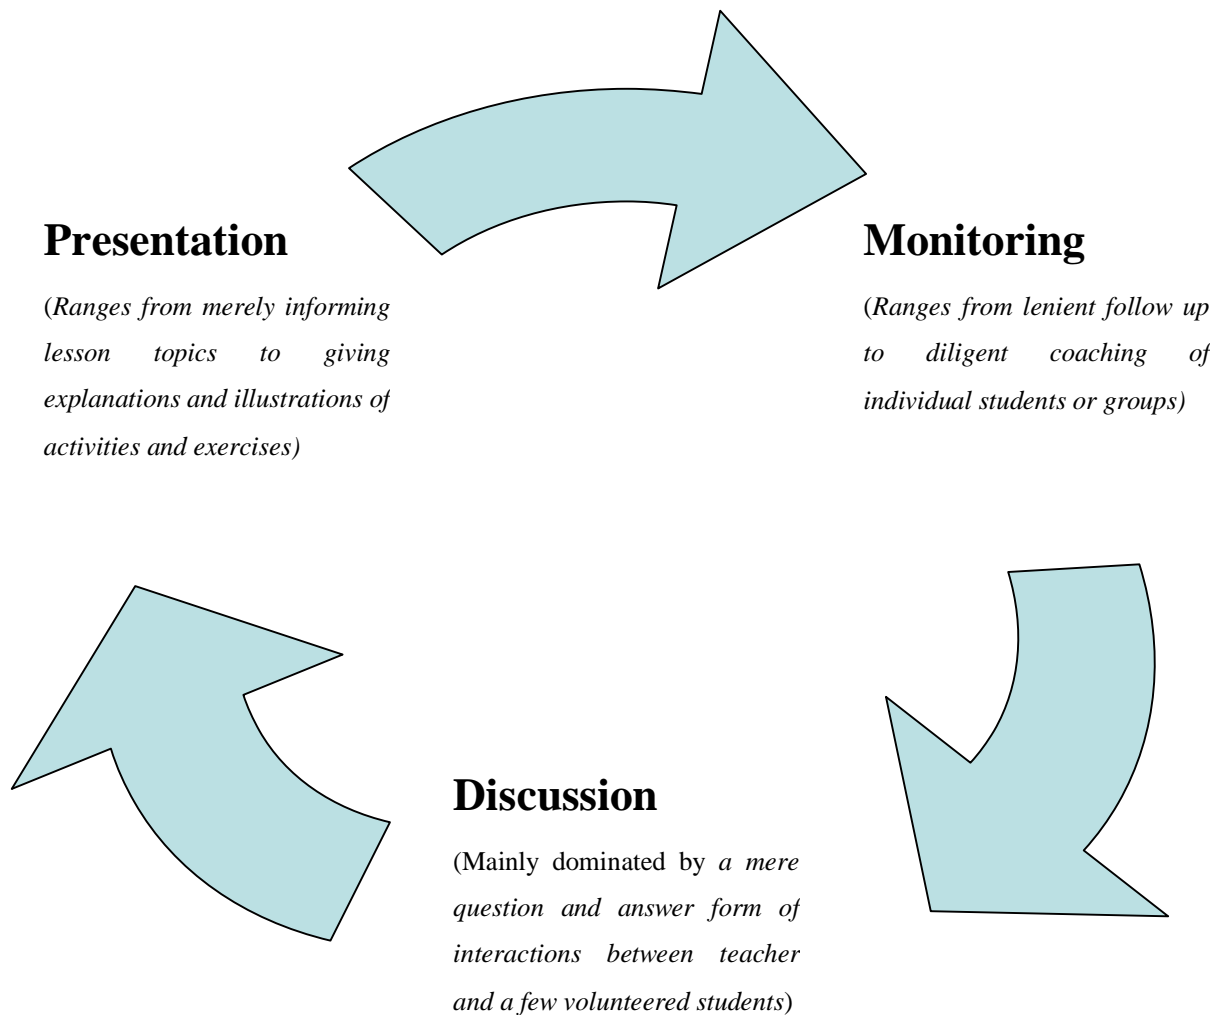 Presentation
(Ranges from merely informing
lesson topics to giving
explanations and illustrations of
activities and exercises)
Monitoring
(Ranges from lenient follow up
to diligent coaching of
individual students or groups)
Discussion
(Mainly dominated by a mere
question and answer form of
interactions between teacher
and a few volunteered students)